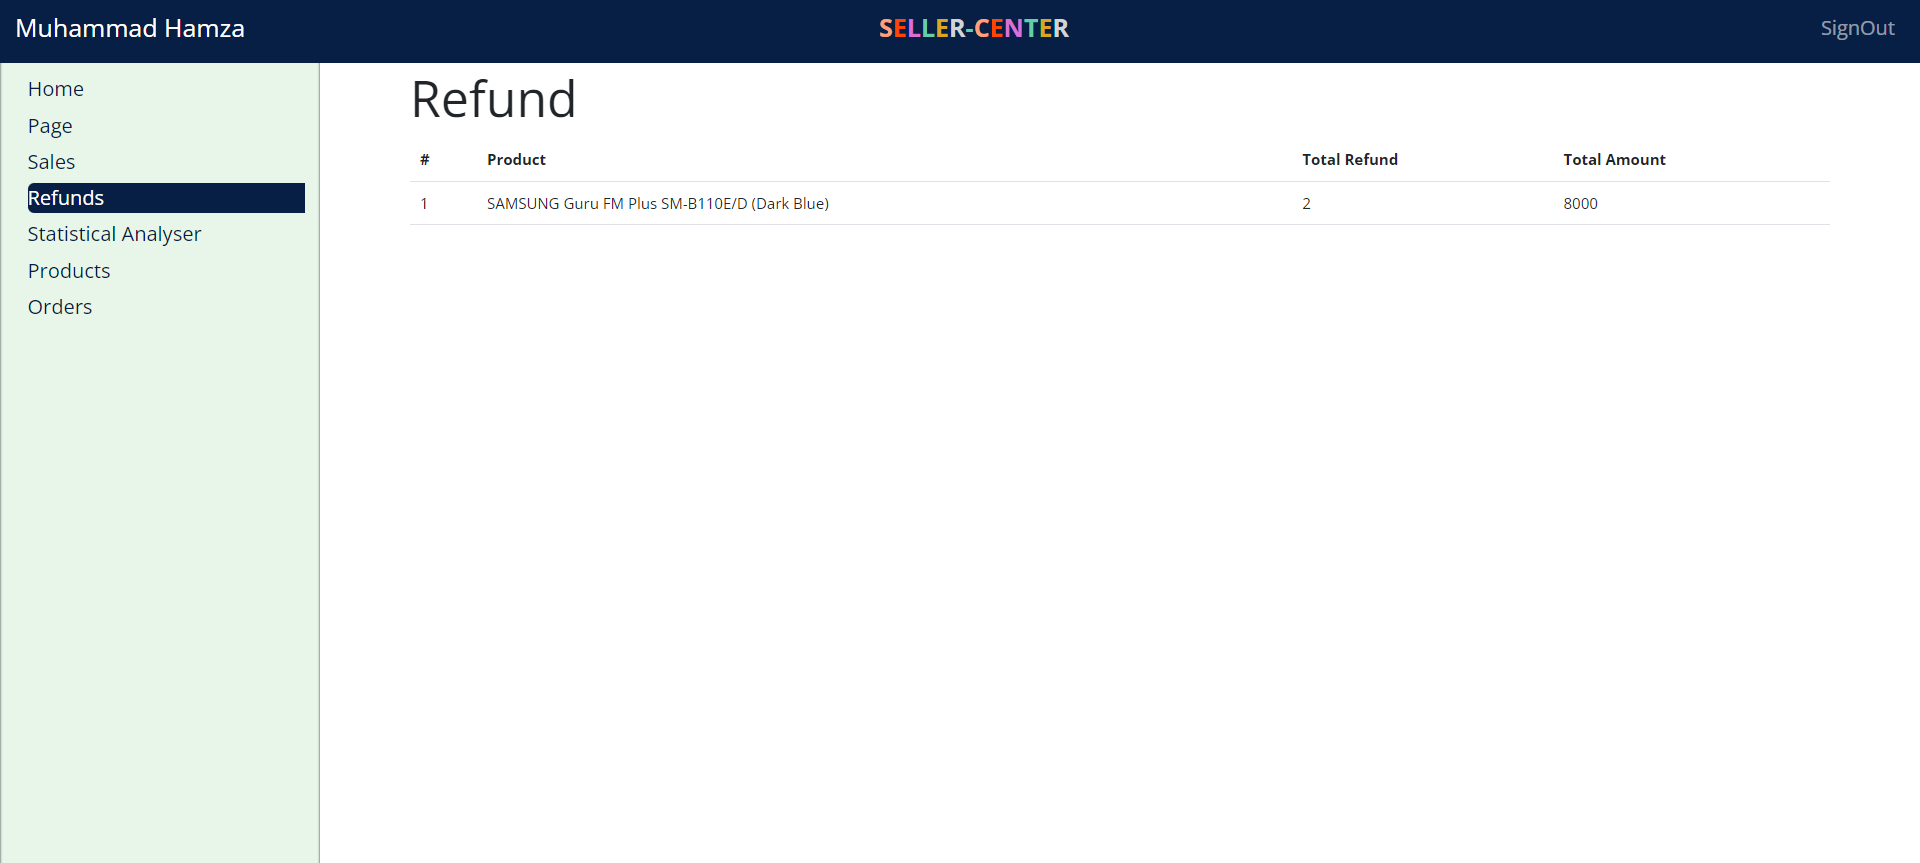 Muhammad Hamza SELLER-CENTER SignOut
Home
Page
Sales
Refunds
Statistical Analyser
Products
Orders
Refund
# Product Total Refund Total Amount
1 SAMSUNG Guru FM Plus SM-B110E/D (Dark Blue) 2 8000